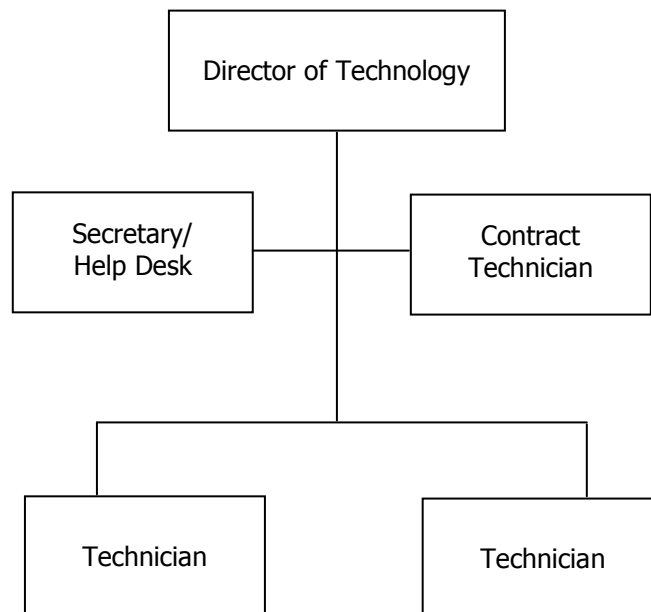 Director of Technology
Secretary/
Help Desk
Contract
Technician
Technician
Technician